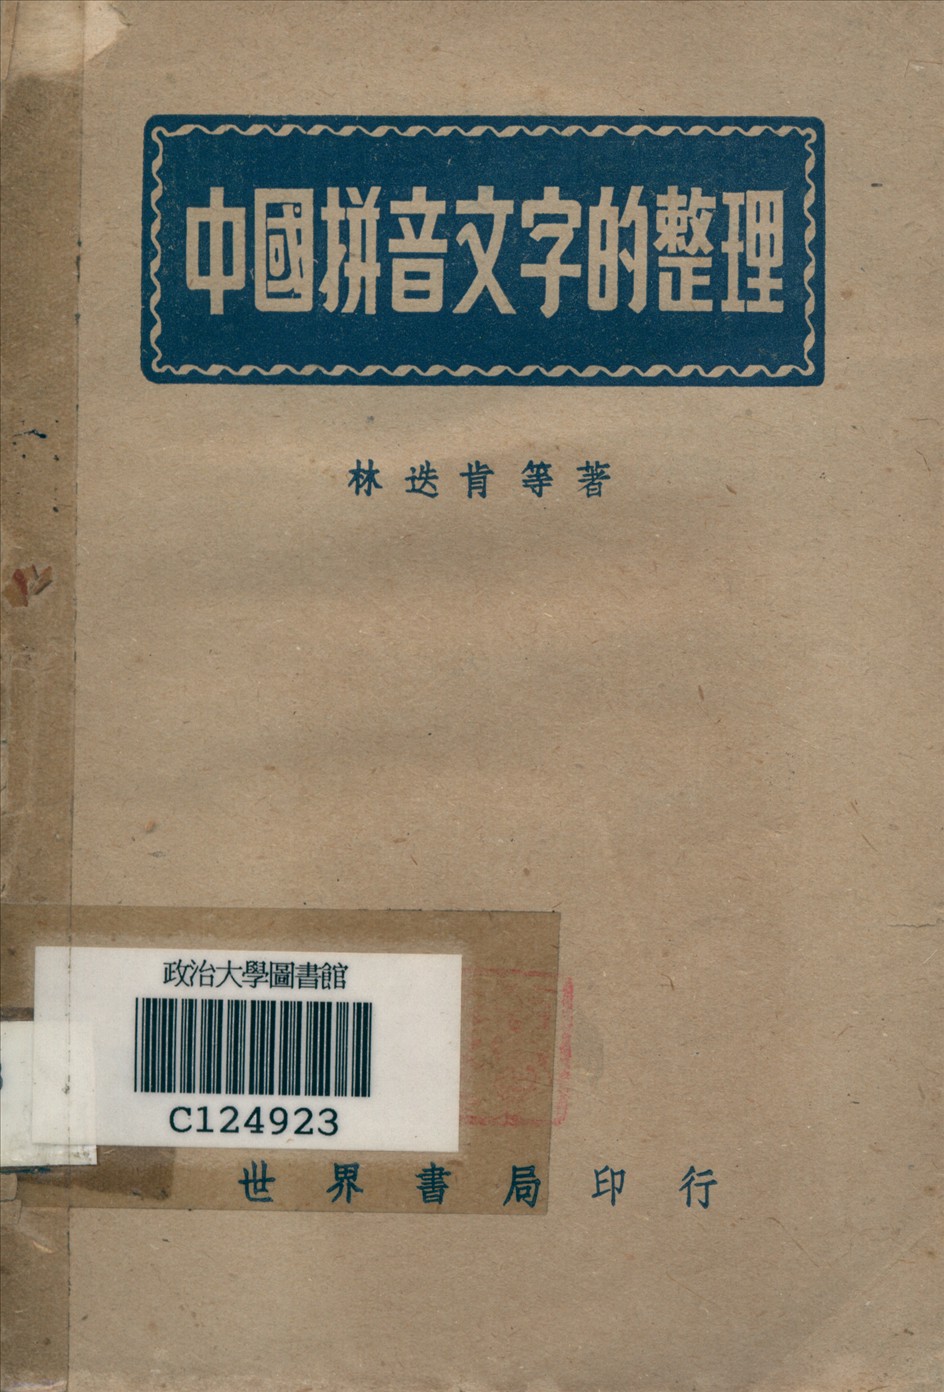 中國拼音文字的整理
林迭肯等著
政治大學圖書館
C124923
世界書局印行